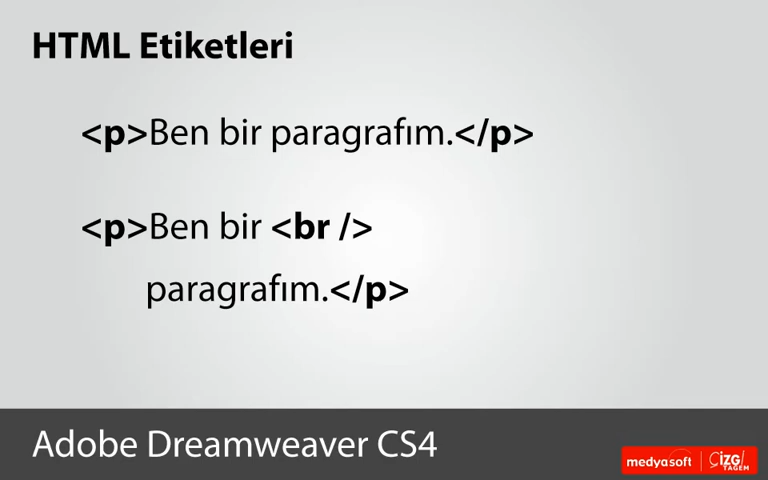 HTML Etiketleri
<p>Ben bir paragrafım.</p>
<p>Ben bir <br />
paragrafım.</p>
Adobe Dreamweaver CS4
medyasoft | ÇİZGİ TAGEM